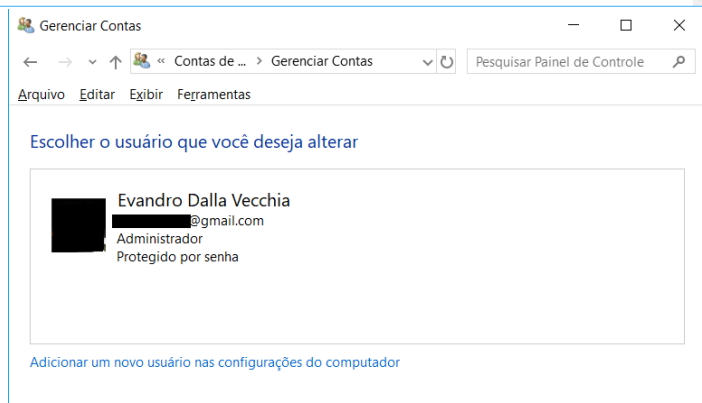 Gerenciar Contas
« Contas de ... > Gerenciar Contas Pesquisar Painel de Controle
Arquivo Editar Exibir Ferramentas
Escolher o usuário que você deseja alterar
Evandro Dalla Vecchia
@gmail.com
Administrador
Protegido por senha
Adicionar um novo usuário nas configurações do computador